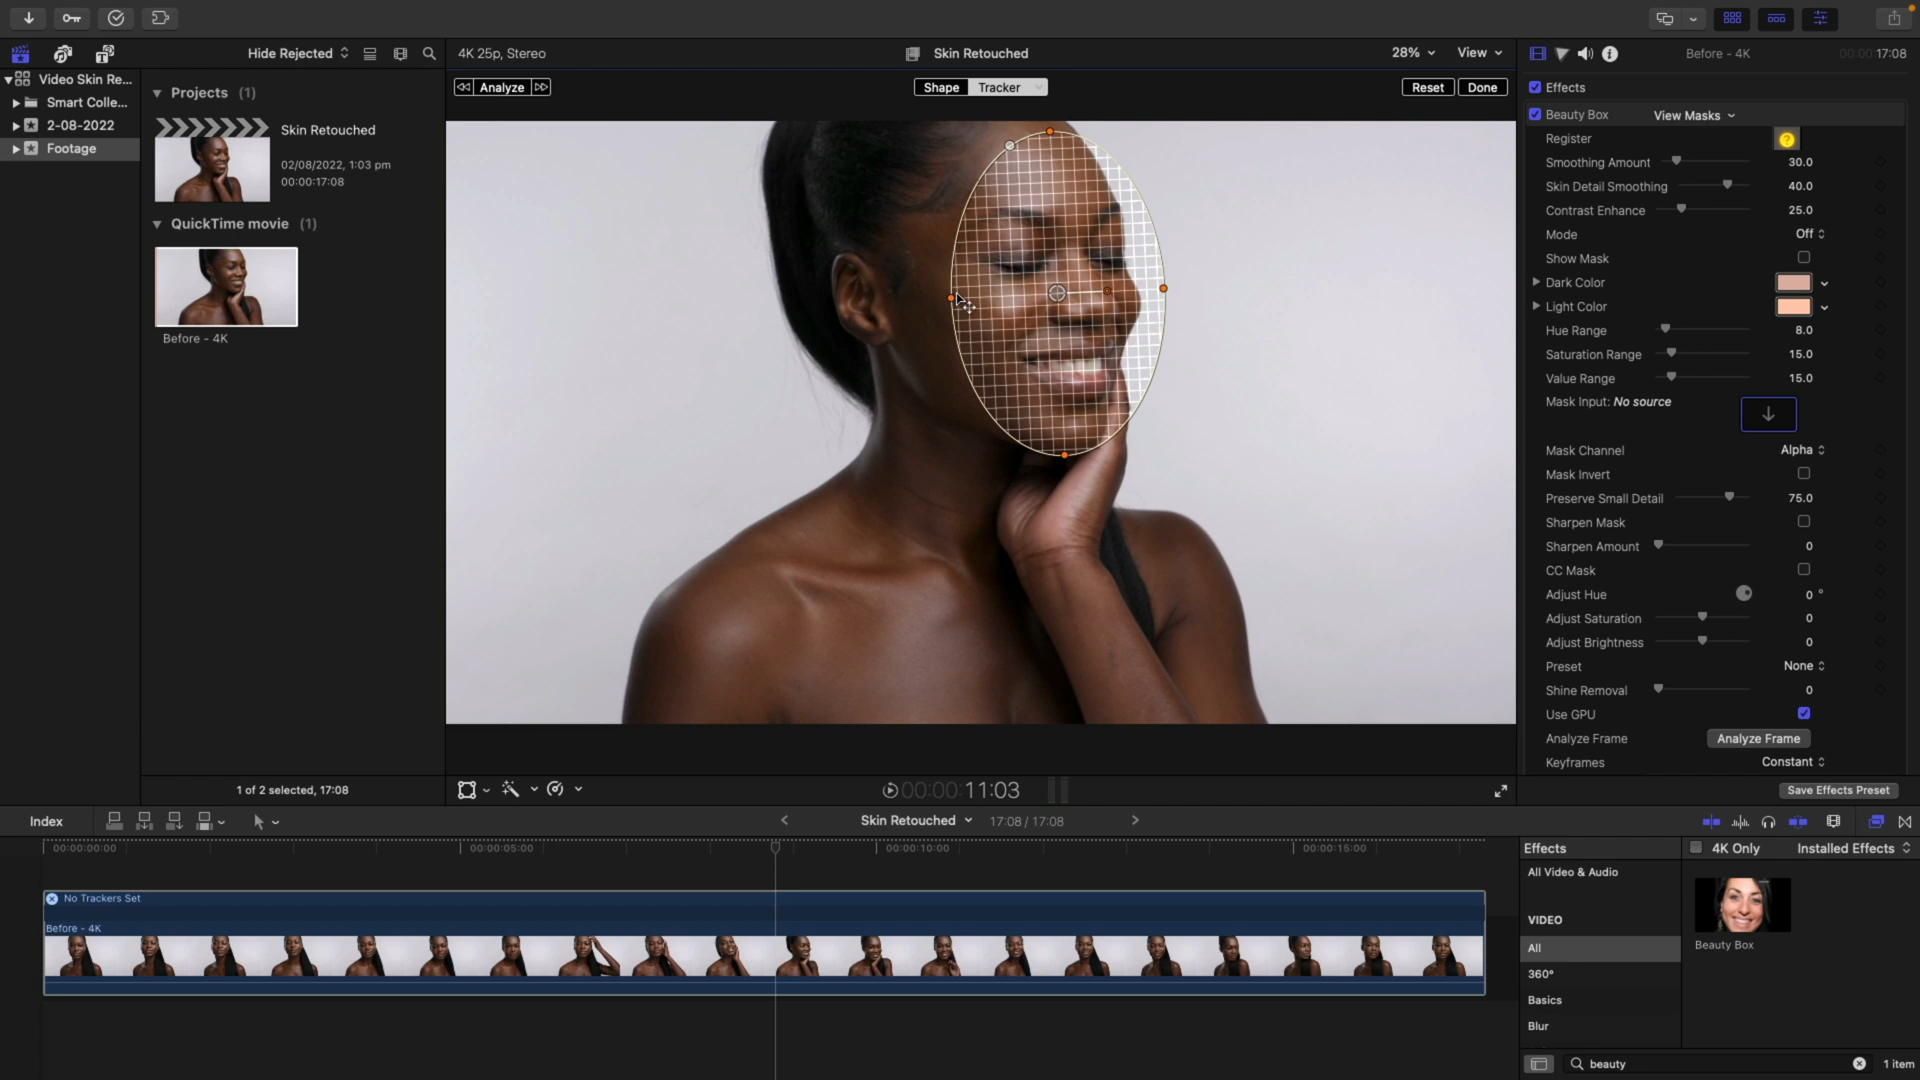 Hide Rejected
4K 25p, Stereo
Skin Retouched
28%
View
Before - 4K
00:00:17:08
Video Skin Re...
Smart Colle...
2-08-2022
Footage
Projects (1)
Skin Retouched
02/08/2022, 1:03 pm
00:00:17:08
QuickTime movie (1)
Before - 4K
1 of 2 selected, 17:08
Analyze
Shape
Tracker
Reset
Done
00:00:11:03
Effects
Beauty Box
View Masks
Register
?
Smoothing Amount 30.0
Skin Detail Smoothing 40.0
Contrast Enhance 25.0
Mode Off
Show Mask
Dark Color
Light Color
Hue Range 8.0
Saturation Range 15.0
Value Range 15.0
Mask Input: No source
Mask Channel Alpha
Mask Invert
Preserve Small Detail 75.0
Sharpen Mask
Sharpen Amount 0
CC Mask
Adjust Hue 0 °
Adjust Saturation 0
Adjust Brightness 0
Preset None
Shine Removal 0
Use GPU
Analyze Frame Analyze Frame
Keyframes Constant
Save Effects Preset
Index
Skin Retouched
17:08 / 17:08
00:00:00:00
00:00:05:00
00:00:10:00
00:00:15:00
No Trackers Set
Before - 4K
Effects
4K Only
Installed Effects
All Video & Audio
VIDEO
All
360°
Basics
Blur
Beauty Box
beauty
1 item